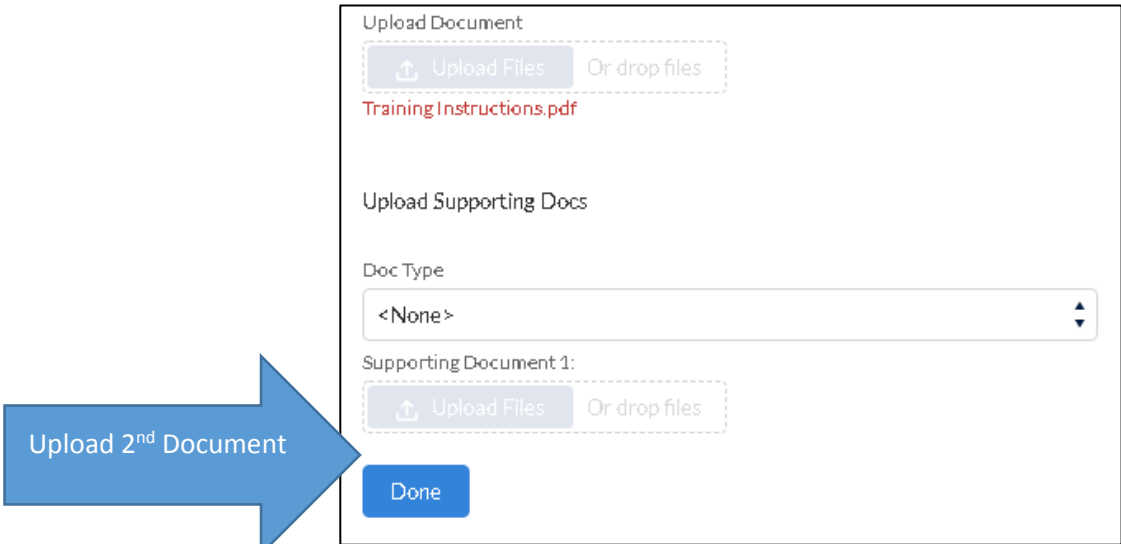 Upload Document
Upload Files Or drop files
Training Instructions.pdf
Upload Supporting Docs
Doc Type
<None>
Supporting Document 1:
Upload Files Or drop files
Upload 2nd Document
Done